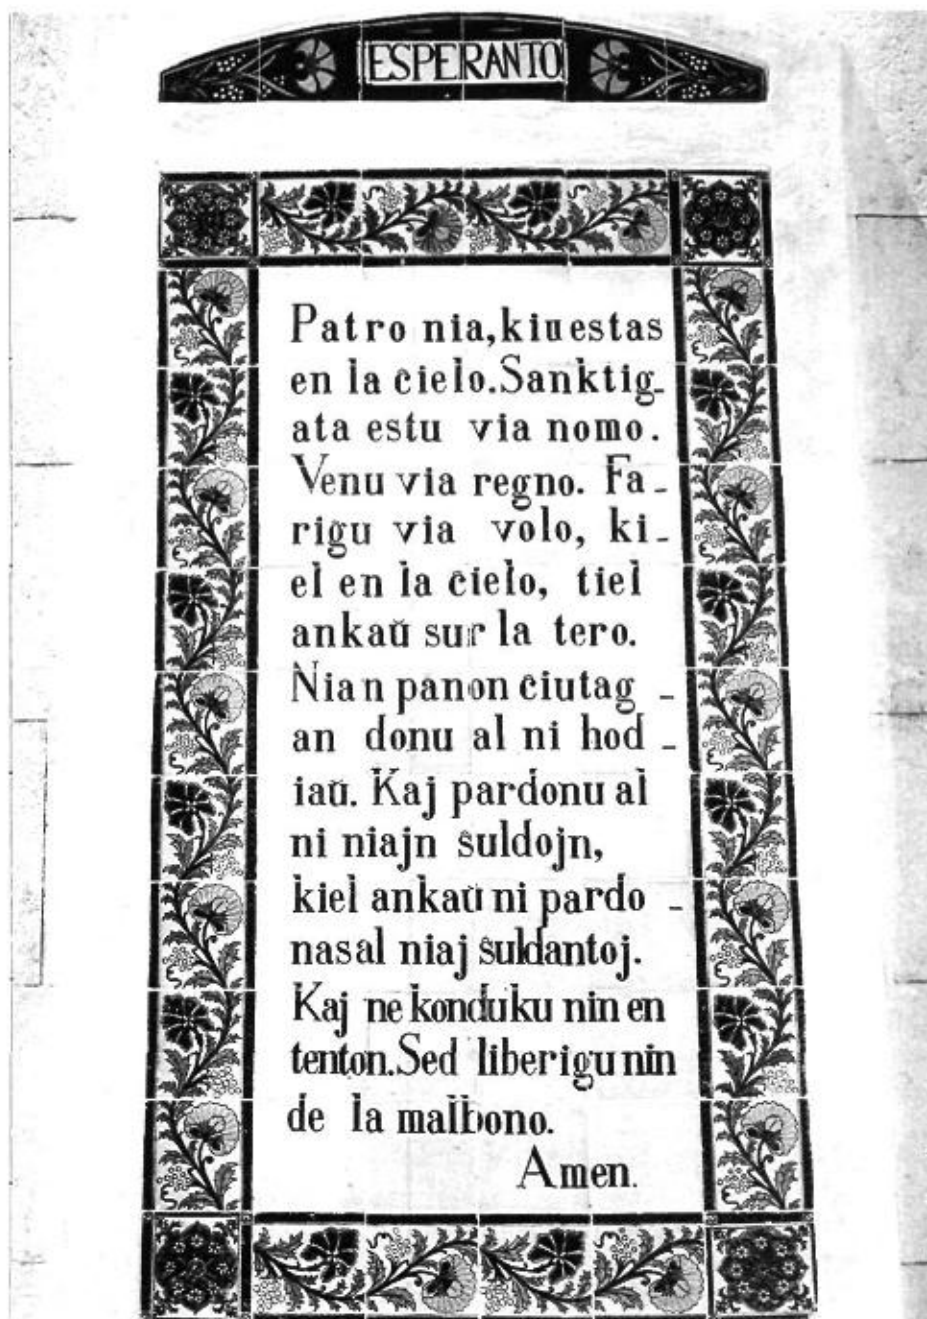 ESPERANTO
Patro nia, kiu estas
en la ĉielo. Sanktig-
ata estu via nomo.
Venu via regno. Fa-
rigu via volo, ki-
el en la ĉielo, tiel
ankaŭ sur la tero.
Nian panon ĉiutag-
an donu al ni hod-
iaŭ. Kaj pardonu al
ni niajn ŝuldojn,
kiel ankaŭ ni pardo-
nas al niaj ŝuldantoj.
Kaj ne konduku nin en
tenton. Sed liberigu nin
de la malbono.
Amen.